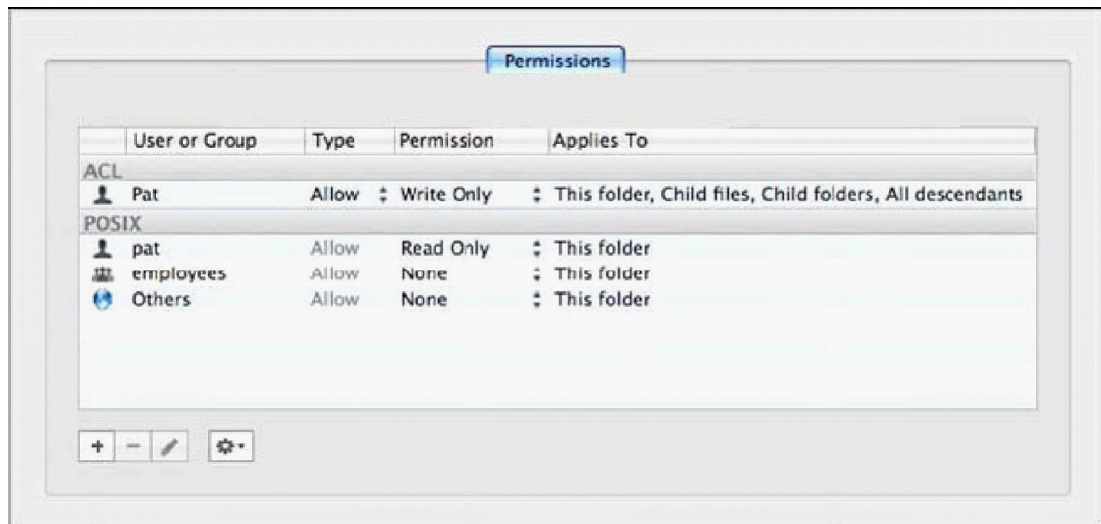 Permissions
User or Group Type Permission Applies To
ACL
Pat Allow Write Only This folder, Child files, Child folders, All descendants
POSIX
pat Allow Read Only This folder
employees Allow None This folder
Others Allow None This folder